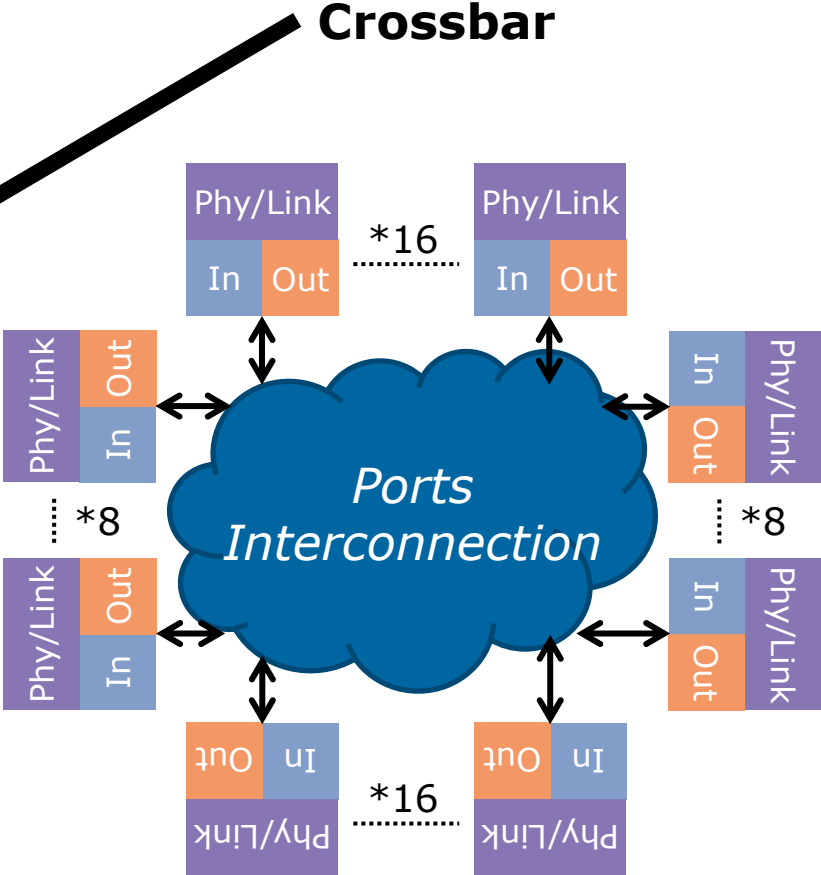 Crossbar
Phy/Link
*16
Phy/Link
In
Out
In
Out
Phy/Link
Out
In
In
Out
Phy/Link
Ports
Interconnection
*8
*8
Phy/Link
Out
In
In
Out
Phy/Link
Out
In
Out
In
Phy/Link
*16
Phy/Link